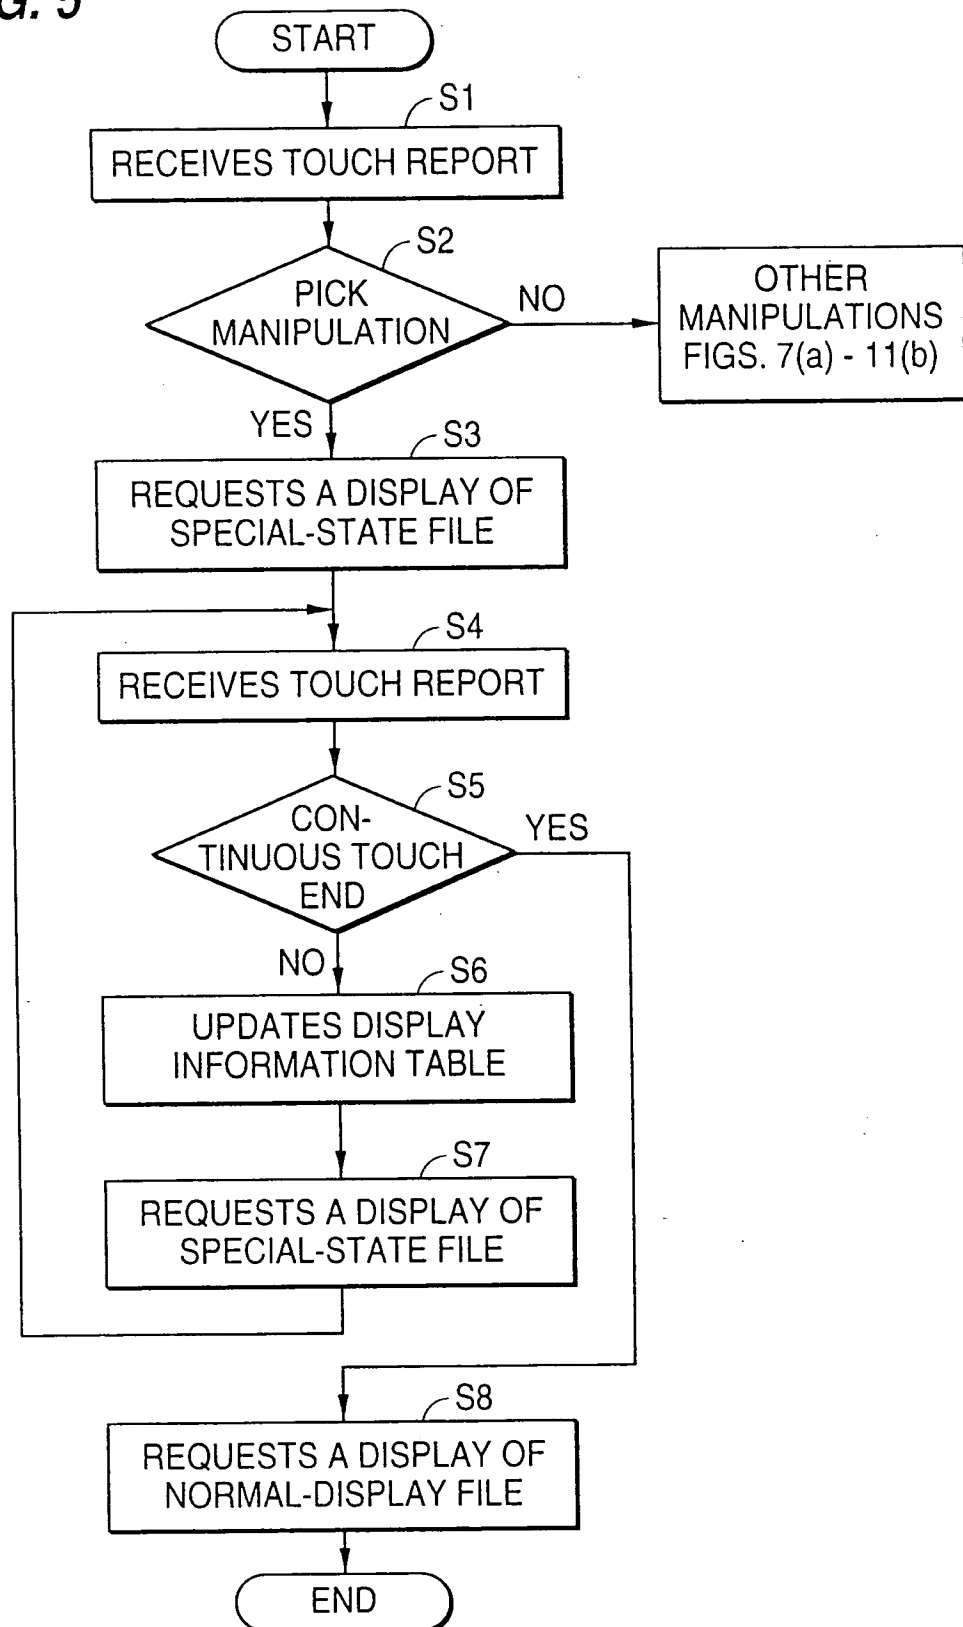 G. 5
START
S1
RECEIVES TOUCH REPORT
S2
PICK
MANIPULATION
NO
OTHER
MANIPULATIONS
FIGS. 7(a) - 11(b)
YES
S3
REQUESTS A DISPLAY OF
SPECIAL-STATE FILE
S4
RECEIVES TOUCH REPORT
S5
CON-
TINUOUS TOUCH
END
YES
NO
S6
UPDATES DISPLAY
INFORMATION TABLE
S7
REQUESTS A DISPLAY OF
SPECIAL-STATE FILE
S8
REQUESTS A DISPLAY OF
NORMAL-DISPLAY FILE
END